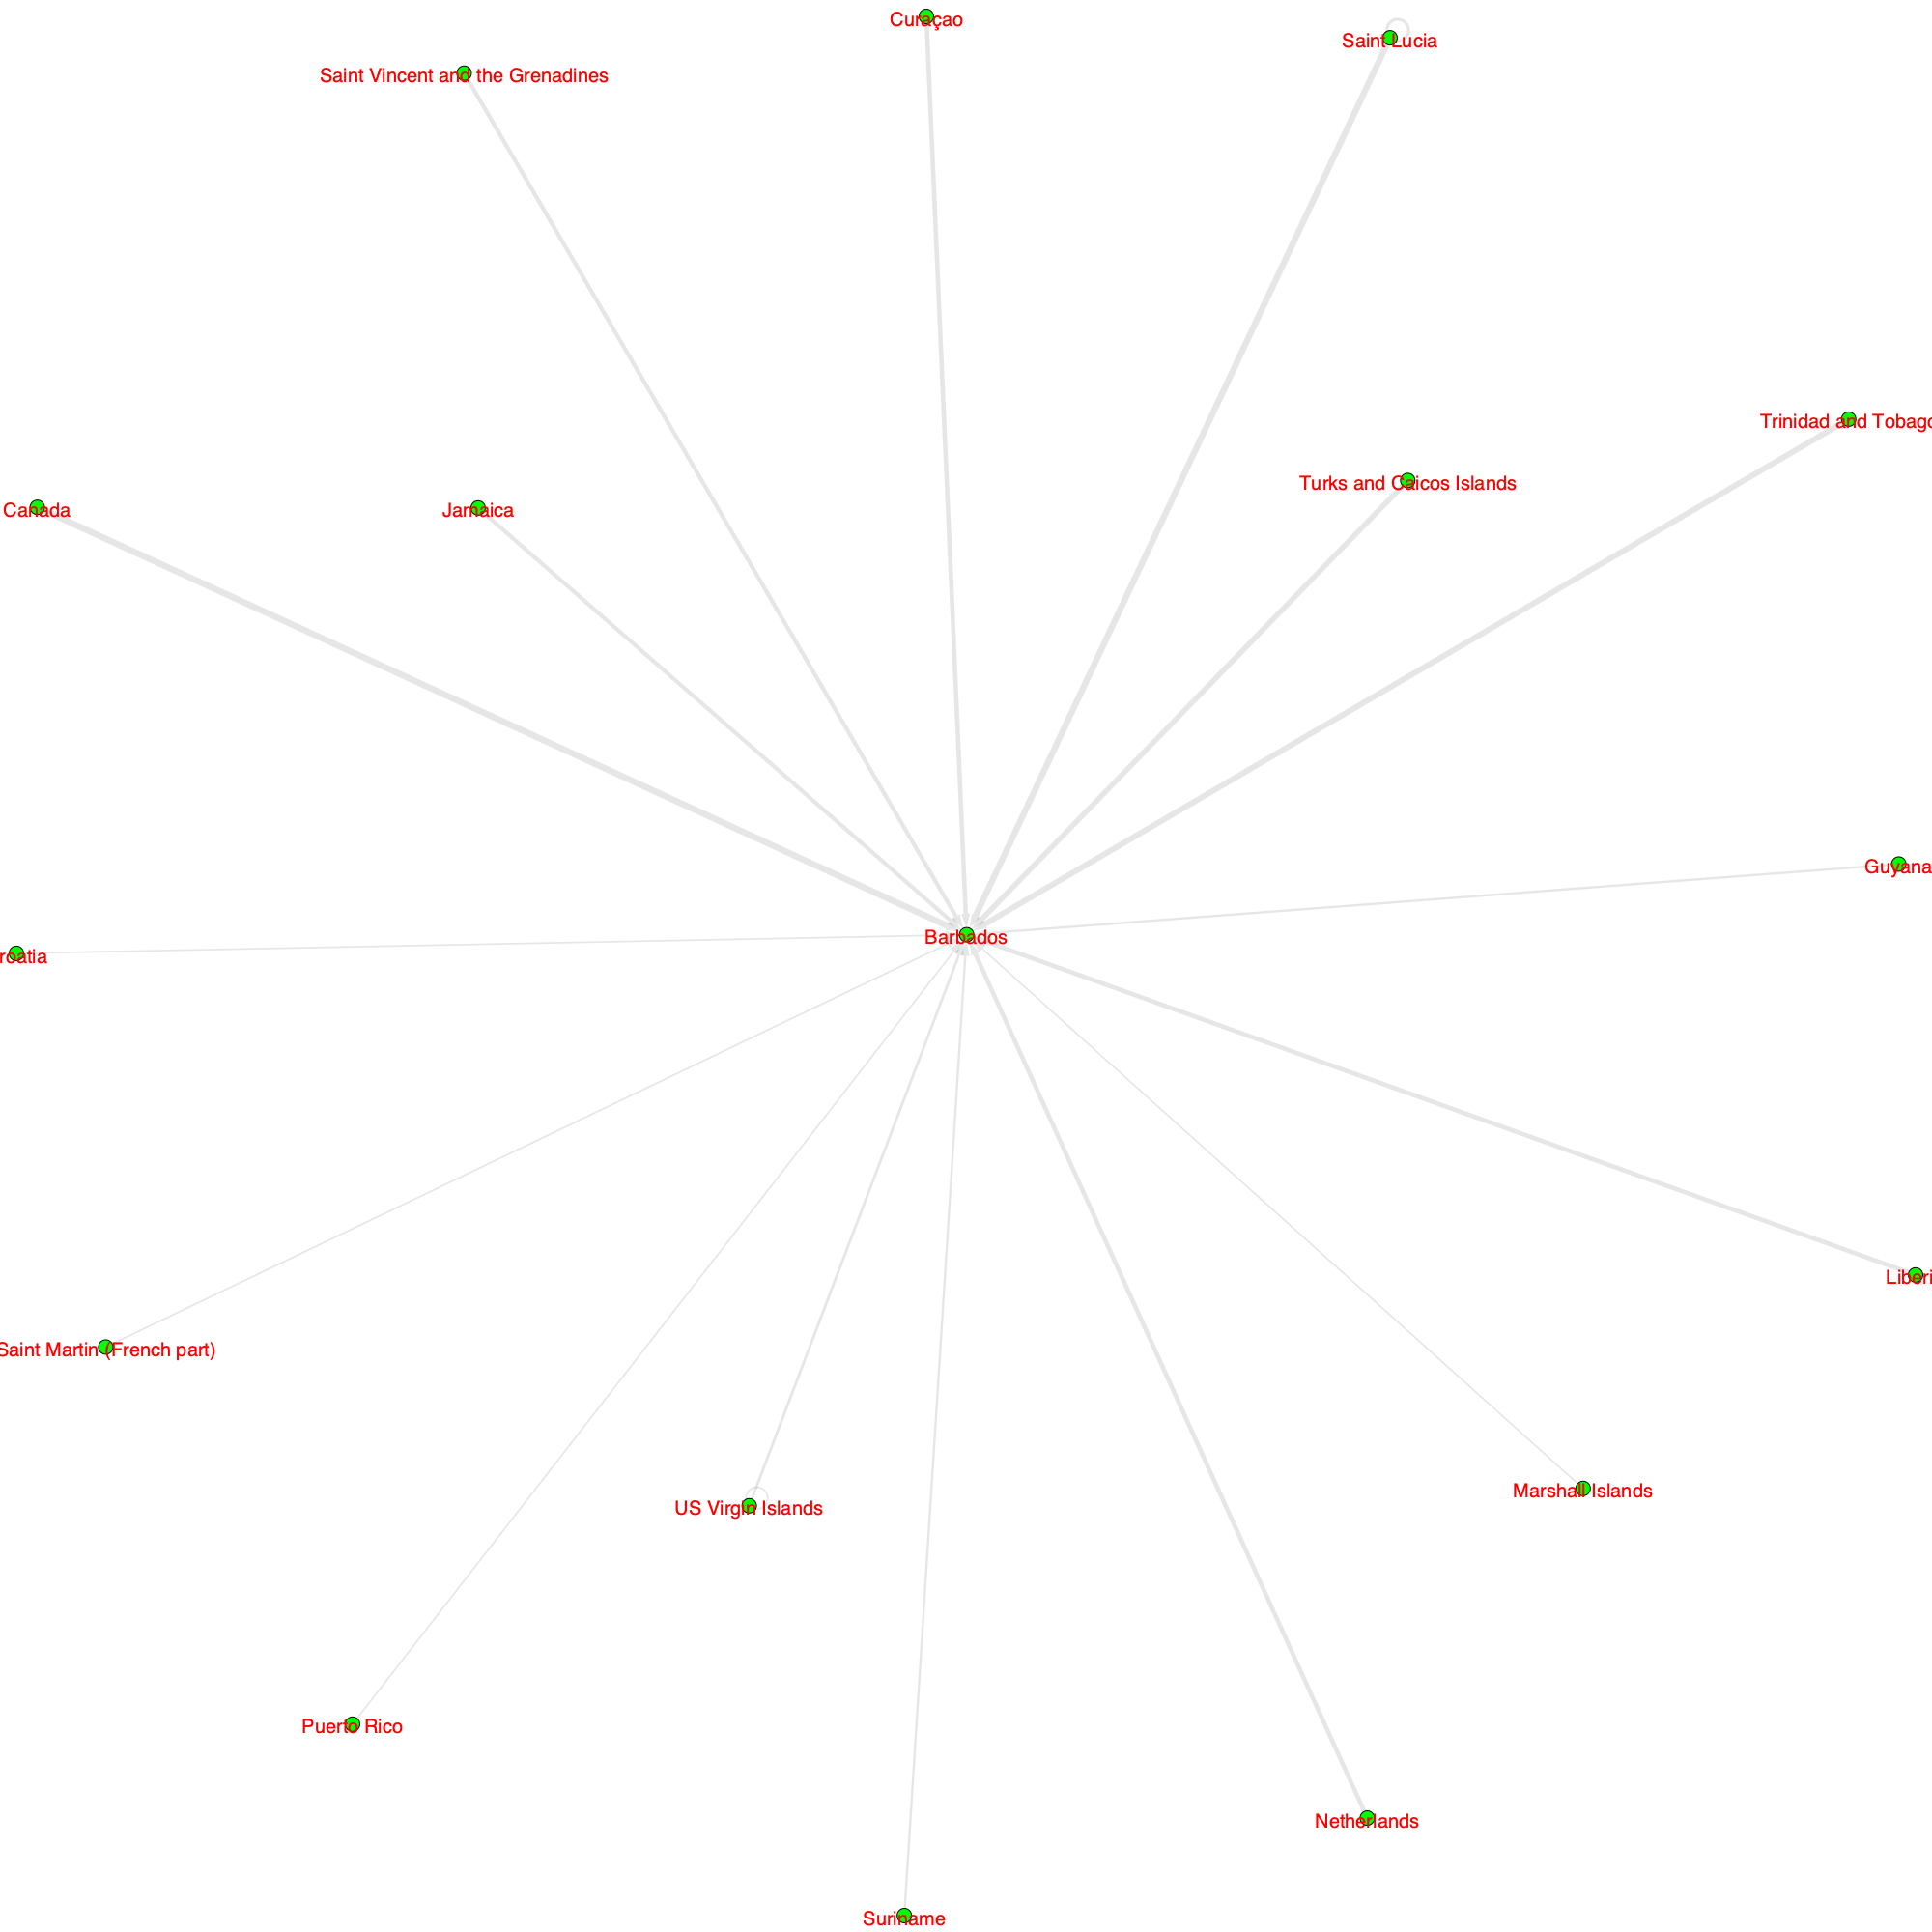 Curaçao
Saint Lucia
Saint Vincent and the Grenadines
Trinidad and Tobago
Turks and Caicos Islands
Canada
Jamaica
Guyana
Barbados
roatia
Liberi
Saint Martin (French part)
Marshall Islands
US Virgin Islands
Puerto Rico
Netherlands
Suriname